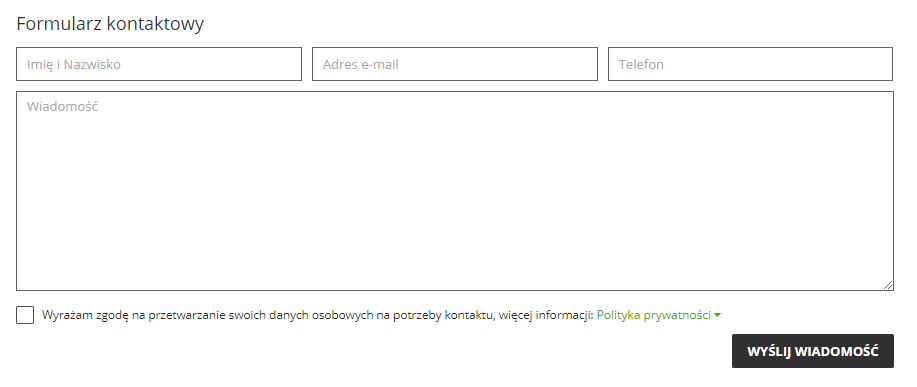 Formularz kontaktowy
Imię i Nazwisko Adres e-mail Telefon
Wiadomość
Wyrażam zgodę na przetwarzanie swoich danych osobowych na potrzeby kontaktu, więcej informacji: Polityka prywatności
WYŚLIJ WIADOMOŚĆ